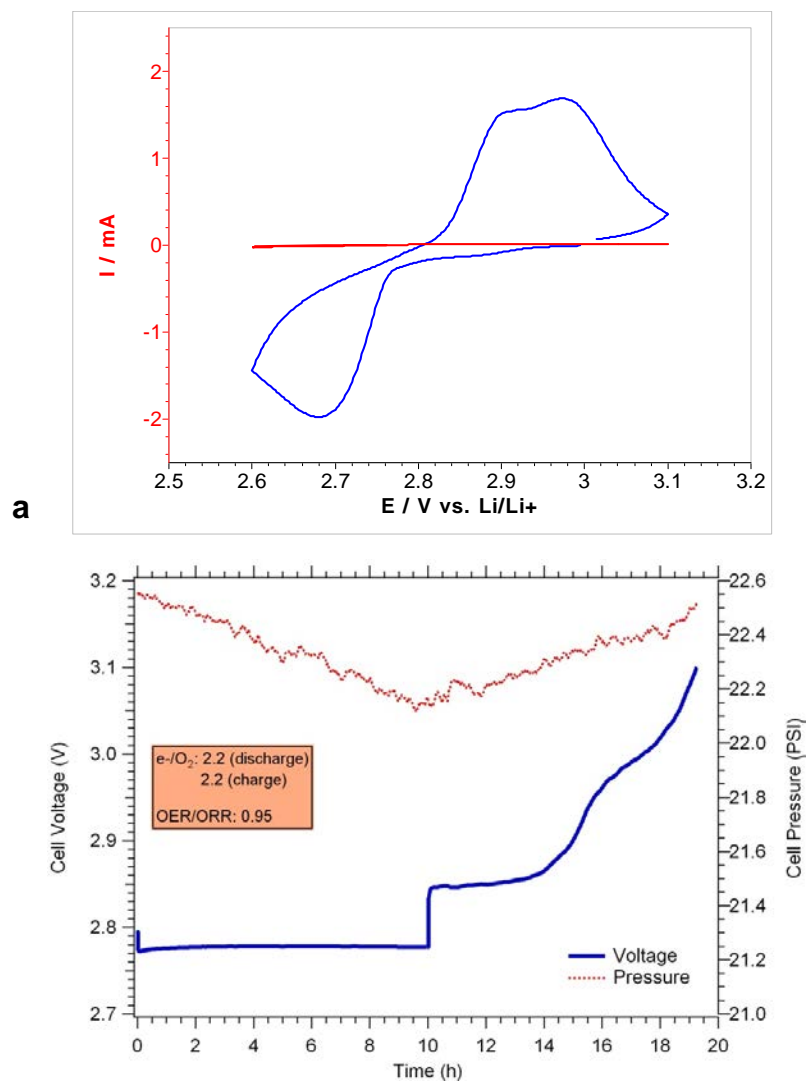 2
1
0
-1
-2
I / mA
2.5 2.6 2.7 2.8 2.9 3 3.1 3.2
E / V vs. Li/Li+
a
3.2
3.1
3.0
2.9
2.8
2.7
Cell Voltage (V)
22.6
22.4
22.2
22.0
21.8
21.6
21.4
21.2
21.0
Cell Pressure (PSI)
e-/O₂: 2.2 (discharge)
2.2 (charge)
OER/ORR: 0.95
Voltage
Pressure
0 2 4 6 8 10 12 14 16 18 20
Time (h)